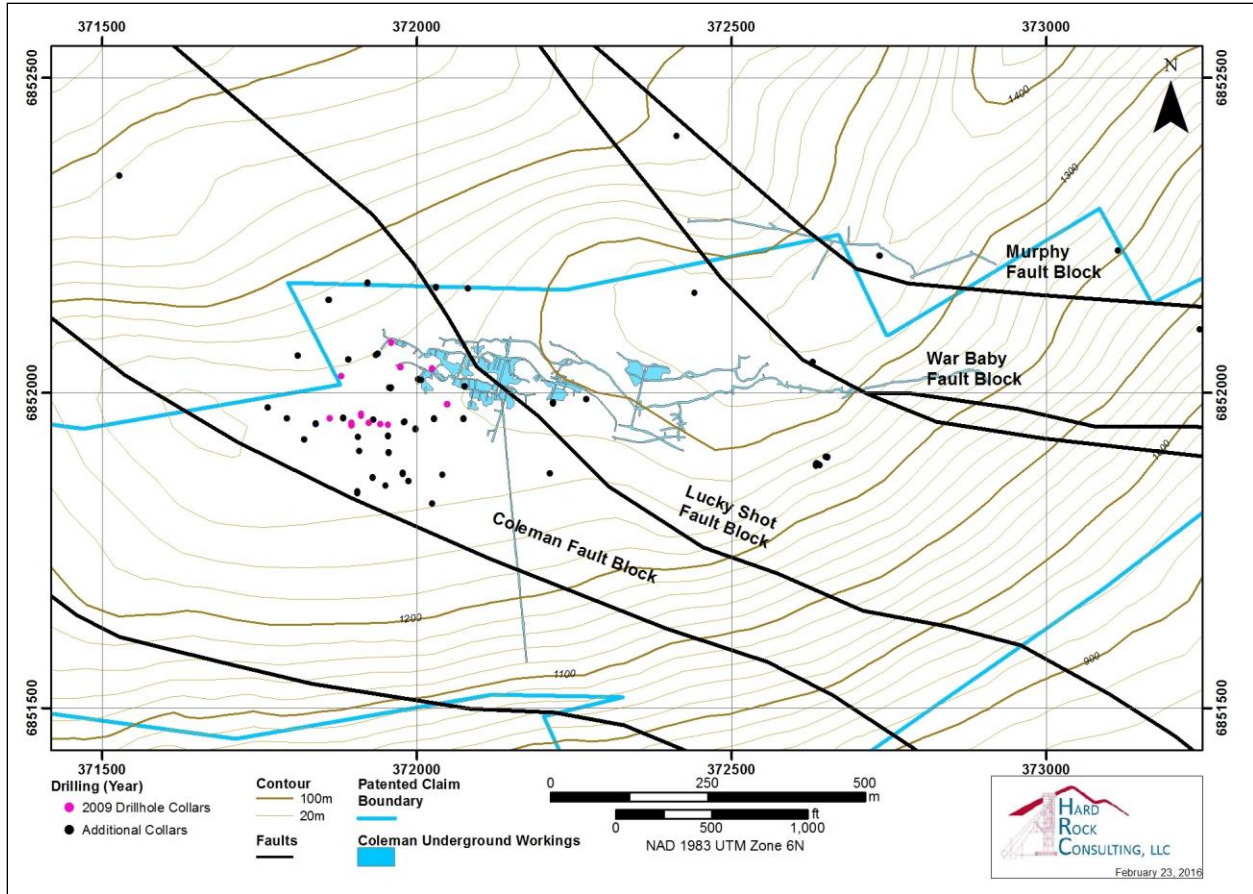 371500 372000 372500 373000
6852500
6852500
N
1400
1300
Murphy
Fault Block
War Baby
Fault Block
6852000
6852000
Lucky Shot
Fault Block
Coleman Fault Block
1200
1100
900
6851500
6851500
371500 372000 372500 373000
Drilling (Year)
2009 Drillhole Collars
Additional Collars
Contour
100m
20m
Faults
Patented Claim
Boundary
Coleman Underground Workings
0 250 500
m
ft
0 500 1,000
NAD 1983 UTM Zone 6N
HARD
ROCK
CONSULTING, LLC
February 23, 2016